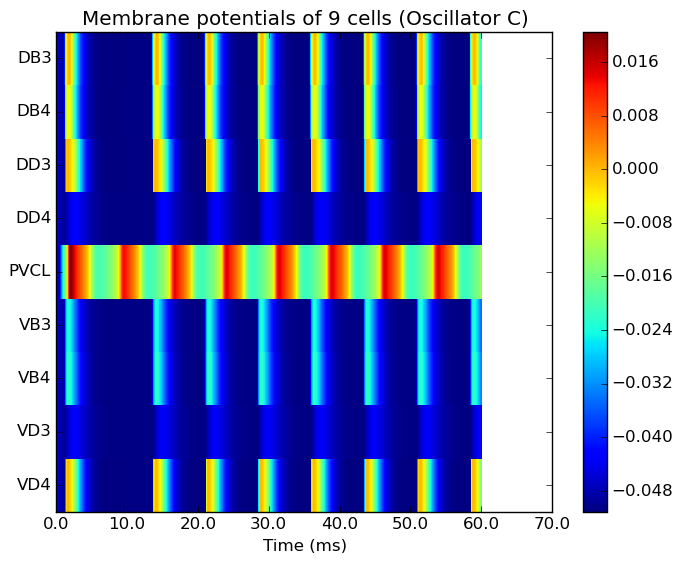 Membrane potentials of 9 cells (Oscillator C)
DB3
DB4
DD3
DD4
PVCL
VB3
VB4
VD3
VD4
0.0 10.0 20.0 30.0 40.0 50.0 60.0 70.0
Time (ms)
0.016
0.008
0.000
−0.008
−0.016
−0.024
−0.032
−0.040
−0.048